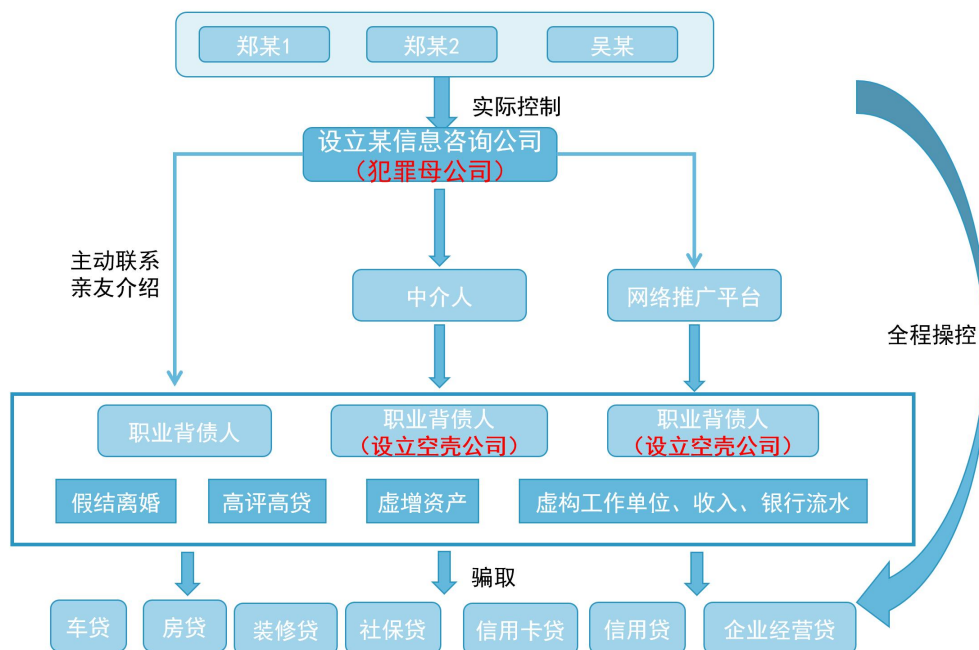 郑某1
郑某2
吴某
实际控制
设立某信息咨询公司
（犯罪母公司）
主动联系
亲友介绍
中介人
网络推广平台
全程操控
职业背债人
职业背债人
（设立空壳公司）
职业背债人
（设立空壳公司）
假结离婚
高评高贷
虚增资产
虚构工作单位、收入、银行流水
骗取
车贷
房贷
装修贷
社保贷
信用卡贷
信用贷
企业经营贷